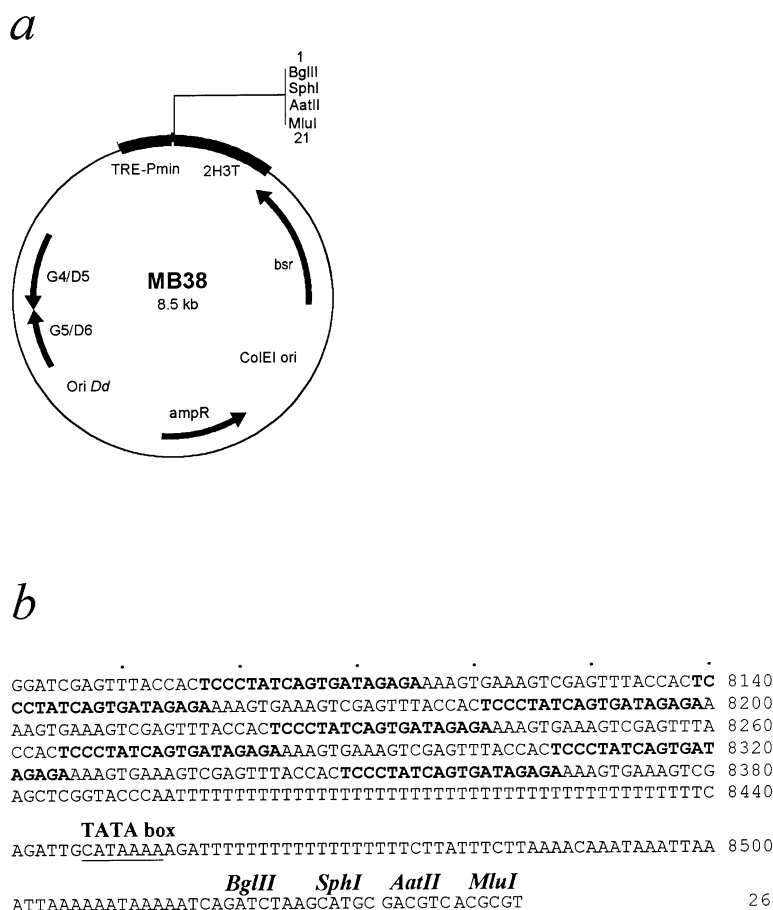 a
1
BglII
SphI
AatII
MluI
21
TRE-Pmin
2H3T
G4/D5
bsr
MB38
8.5 kb
G5/D6
ColEI ori
Ori Dd
ampR
b
GGATCGAGTTTACCACTCCCTATCAGTGATAGAGAAAAGTGAAAGTCGAGTTTACCACTC 8140
CCTATCAGTGATAGAGAAAAGTGAAAGTCGAGTTTACCACTCCCTATCAGTGATAGAGAA 8200
AAGTGAAAGTCGAGTTTACCACTCCCTATCAGTGATAGAGAAAAGTGAAAGTCGAGTTTA 8260
CCACTCCCTATCAGTGATAGAGAAAAGTGAAAGTCGAGTTTACCACTCCCTATCAGTGAT 8320
AGAGAAAAGTGAAAGTCGAGTTTACCACTCCCTATCAGTGATAGAGAAAAGTGAAAGTCG 8380
AGCTCGGTACCCAATTTTTTTTTTTTTTTTTTTTTTTTTTTTTTTTTTTTTTTTTTTTTC 8440
TATA box
AGATTGCATAAAAAGATTTTTTTTTTTTTTTTTTCTTATTTCTTAAAACAAATAAATTAA 8500
BglII SphI AatII MluI
ATTAAAAAATAAAAATCAGATCTAAGCATGC GACGTCACGCGT 26